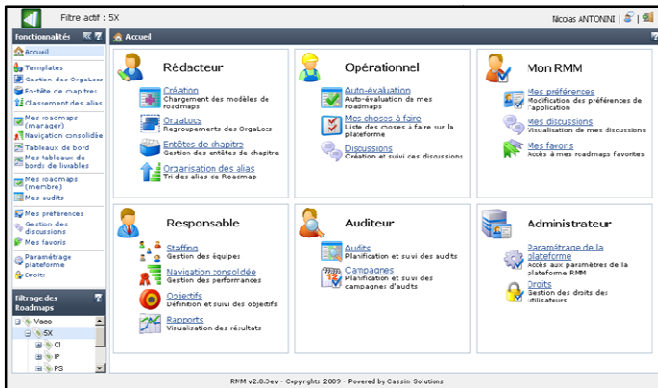 Filtre actif : 5X
Nicolas ANTONINI
Fonctionnalités
Accueil
Templates
Gestion des OrgaLocs
En-tête de chapitres
Classement des alias
Mes roadmaps
(manager)
Navigation consolidée
Tableaux de bord
Mes tableaux de
bords de livrables
Mes roadmaps
(membre)
Mes audits
Mes préférences
Gestion des
discussions
Mes favoris
Paramétrage
plateforme
Droits
Filtrage des
Roadmaps
5X
CI
IP
PS
Accueil
Rédacteur
Création
Chargement des modèles de
roadmaps
OrgaLocs
Regroupements des OrgaLocs
Entêtes de chapitre
Gestion des entêtes de chapitre
Organisation des alias
Tri des alias de Roadmap
Opérationnel
Auto-évaluation
Auto-évaluation de mes
roadmaps
Mes choses à faire
Liste des choses à faire sur la
plateforme
Discussions
Création et suivi des discussions
Mon RMM
Mes préférences
Modification des préférences de
l'application
Mes discussions
Visualisation de mes discussions
Mes favoris
Accès à mes roadmaps favorites
Responsable
Staffing
Gestion des équipes
Navigation consolidée
Gestion des performances
Objectifs
Définition et suivi des objectifs
Rapports
Visualisation des résultats
Auditeur
Audits
Planification et suivi des audits
Campagnes
Planification et suivi des
campagnes d'audits
Administrateur
Paramétrage de la
plateforme
Accès aux paramètres de la
plateforme RMM
Droits
Gestion des droits des
utilisateurs
RMM v2.0.Dev - Copyrights 2009 - Powered by Cassin Solutions